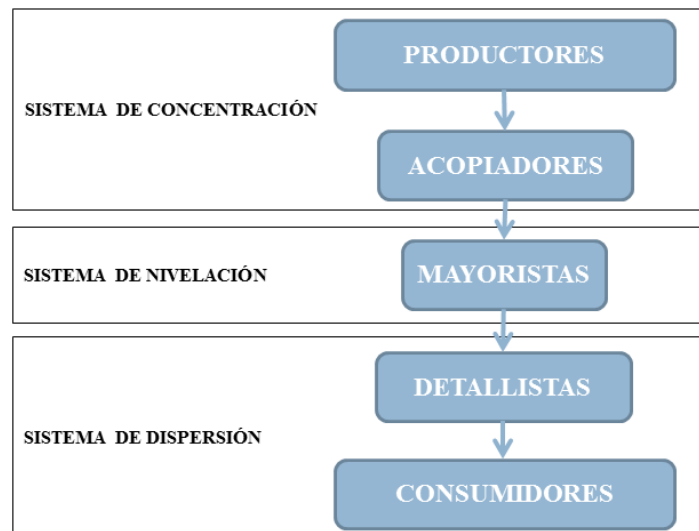 PRODUCTORES
SISTEMA DE CONCENTRACIÓN
ACOPIADORES
SISTEMA DE NIVELACIÓN
MAYORISTAS
DETALLISTAS
SISTEMA DE DISPERSIÓN
CONSUMIDORES